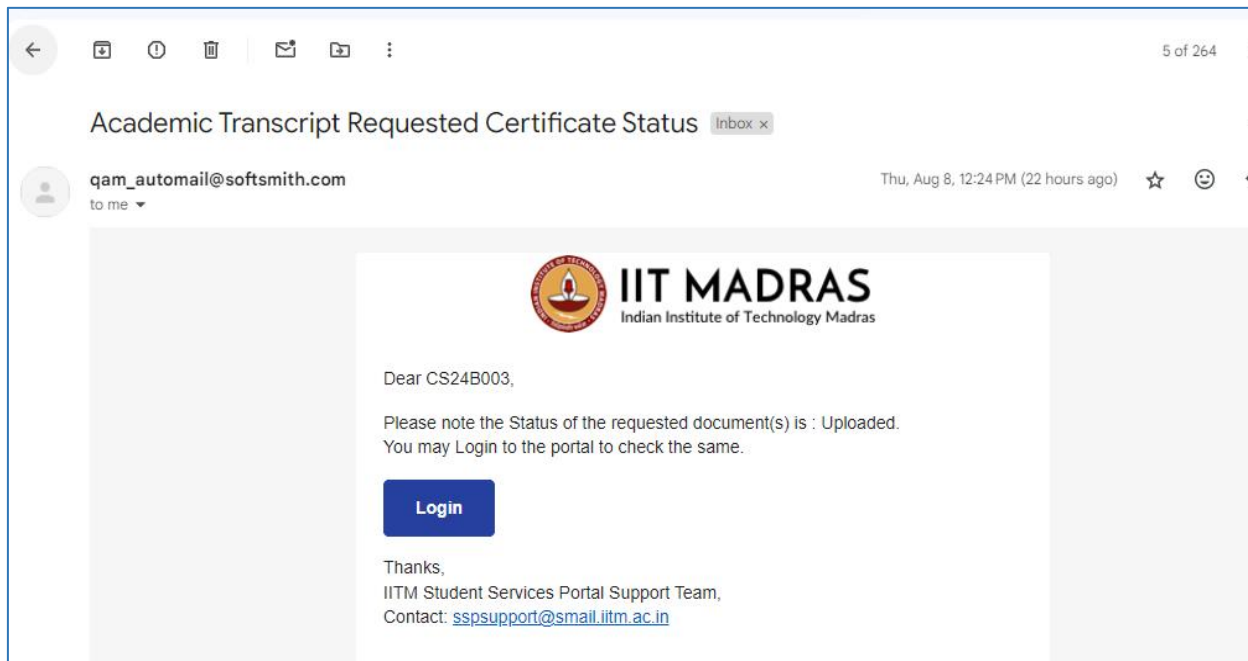 5 of 264
Academic Transcript Requested Certificate Status Inbox x
qam_automail@softsmith.com Thu, Aug 8, 12:24 PM (22 hours ago)
to me
IIT MADRAS
Indian Institute of Technology Madras
Dear CS24B003,
Please note the Status of the requested document(s) is : Uploaded.
You may Login to the portal to check the same.
Login
Thanks,
IITM Student Services Portal Support Team,
Contact: sspsupport@smail.iitm.ac.in